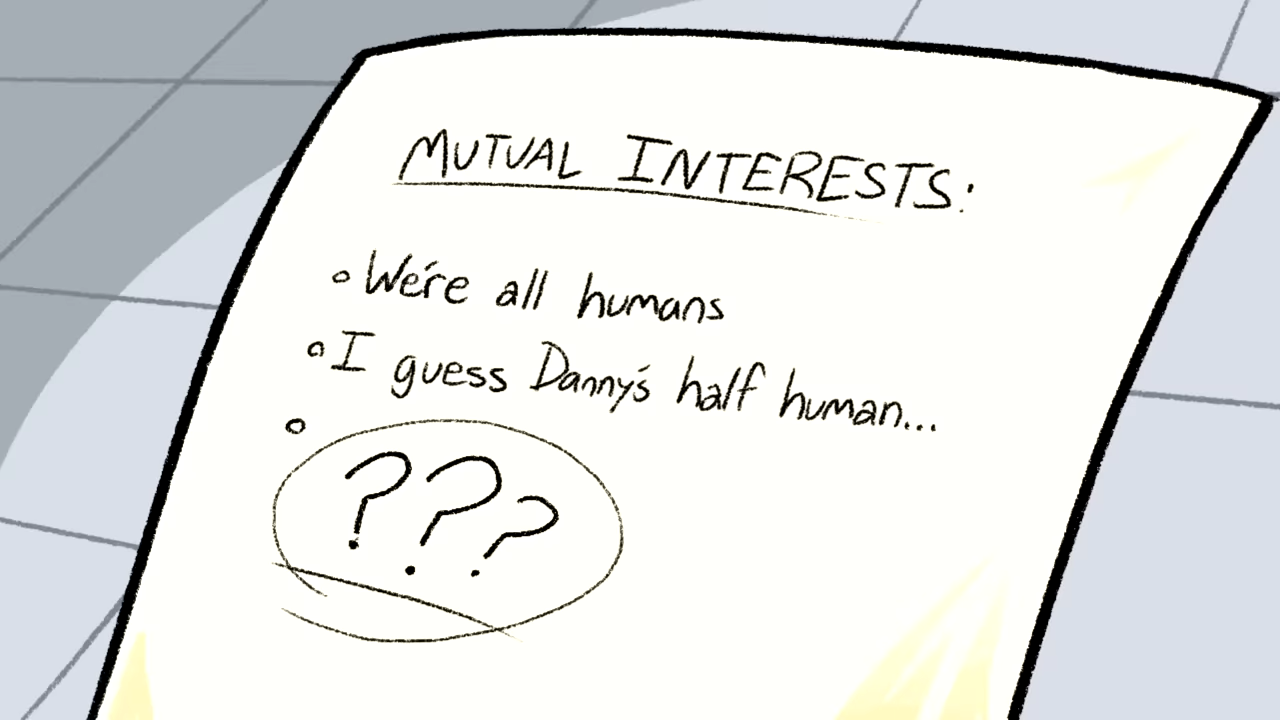 MUTUAL INTERESTS:
We're all humans
I guess Danny's half human...
???